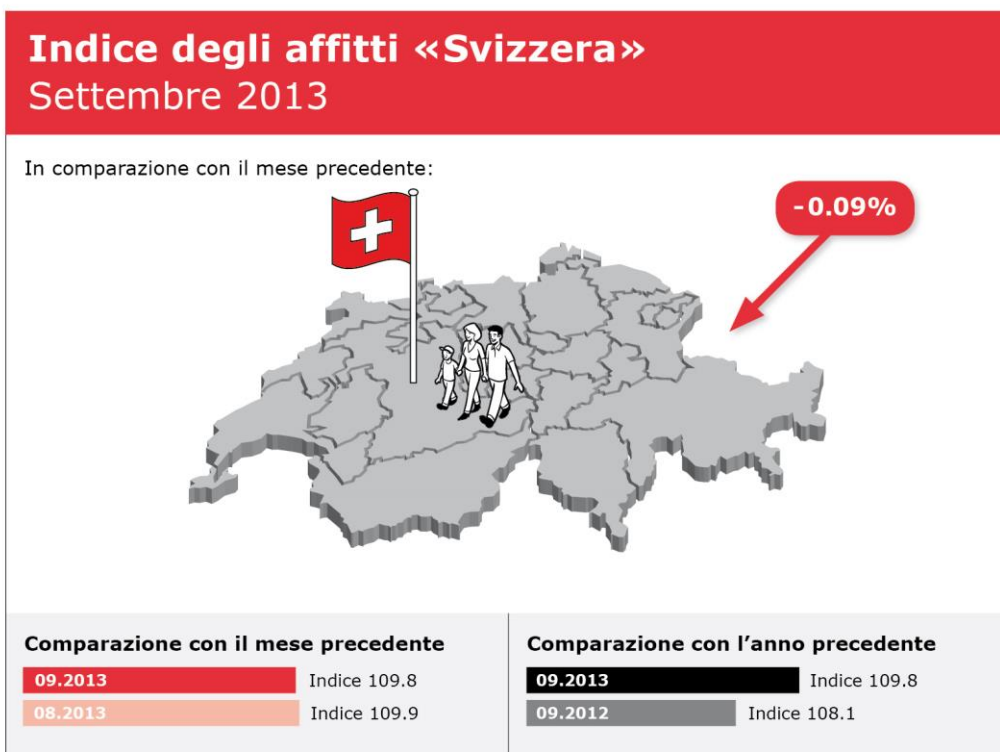 Indice degli affitti «Svizzera»
Settembre 2013
In comparazione con il mese precedente:
-0.09%
Comparazione con il mese precedente
09.2013 Indice 109.8
08.2013 Indice 109.9
Comparazione con l’anno precedente
09.2013 Indice 109.8
09.2012 Indice 108.1